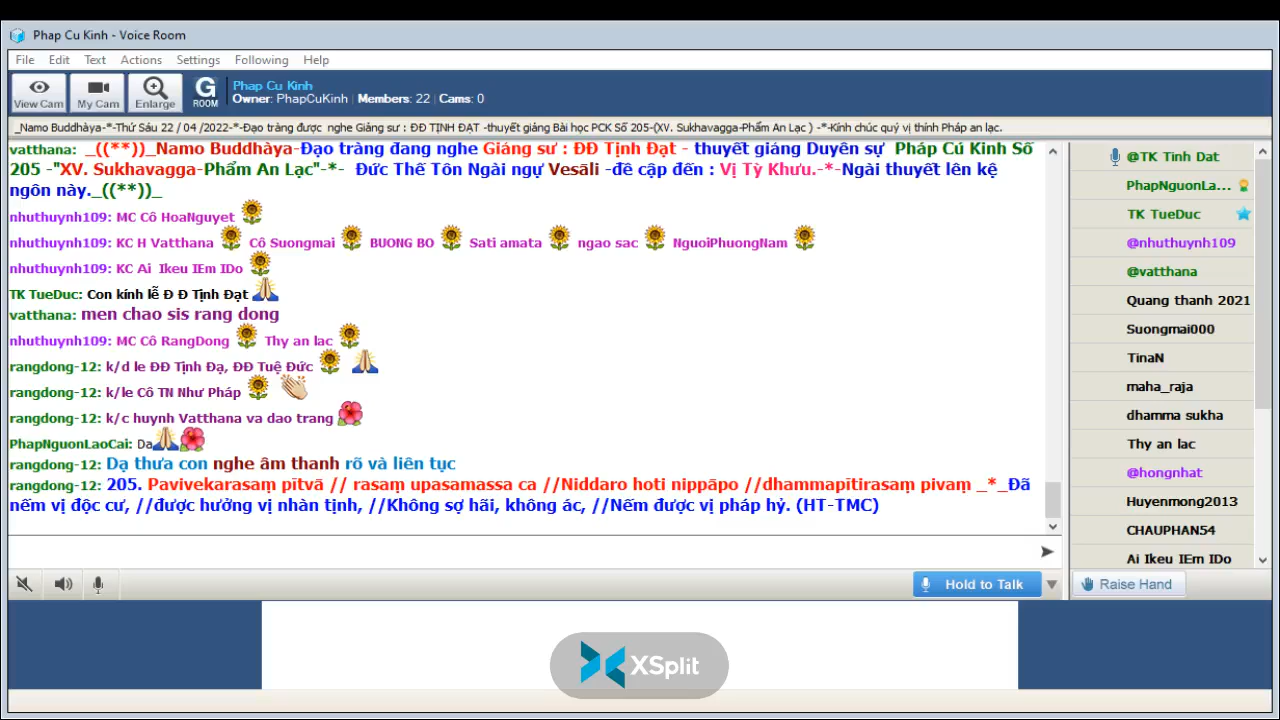 Phap Cu Kinh - Voice Room
File Edit Text Actions Settings Following Help
View Cam My Cam Enlarge G ROOM
Phap Cu Kinh
Owner: PhapCuKinh | Members: 22 | Cams: 0
_Namo Buddhàya-*-Thứ Sáu 22 / 04 /2022-*-Đạo tràng được nghe Giảng sư : ĐĐ TỊNH ĐẠT -thuyết giảng Bài học PCK Số 205-(XV. Sukhavagga-Phẩm An Lạc ) -*-Kính chúc quý vị thính Pháp an lạc.
vatthana: _((**))_Namo Buddhàya-Đạo tràng đang nghe Giảng sư : ĐĐ Tịnh Đạt - thuyết giảng Duyên sự Pháp Cú Kinh Số
205 -"XV. Sukhavagga-Phẩm An Lạc"-*- Đức Thế Tôn Ngài ngự Vesāli -đề cập đến : Vị Tỳ Khưu.-*-Ngài thuyết lên kệ
ngôn này._((**))_
nhuthuynh109: MC Cô HoaNguyet
nhuthuynh109: KC H Vatthana Cô Suongmai BUONG BO Sati amata ngao sac NguoiPhuongNam
nhuthuynh109: KC Ai Ikeu IEm IDo
TK TueDuc: Con kính lễ Đ Đ Tịnh Đạt
vatthana: men chao sis rang dong
nhuthuynh109: MC Cô RangDong Thy an lac
rangdong-12: k/d le ĐĐ Tịnh Đạ, ĐĐ Tuệ Đức
rangdong-12: k/le Cô TN Như Pháp
rangdong-12: k/c huynh Vatthana va dao trang
PhapNguonLaoCai: Da
rangdong-12: Dạ thưa con nghe âm thanh rõ và liên tục
rangdong-12: 205. Pavivekarasaṃ pītvā // rasaṃ upasamassa ca //Niddaro hoti nippāpo //dhammapītirasaṃ pivaṃ _*_Đã
nếm vị độc cư, //được hưởng vị nhàn tịnh, //Không sợ hãi, không ác, //Nếm được vị pháp hỷ. (HT-TMC)
@TK Tinh Dat
PhapNguonLa...
TK TueDuc
@nhuthuynh109
@vatthana
Quang thanh 2021
Suongmai000
TinaN
maha_raja
dhamma sukha
Thy an lac
@hongnhat
Huyenmong2013
CHAUPHAN54
Ai Ikeu IEm IDo
Hold to Talk
Raise Hand
XSplit